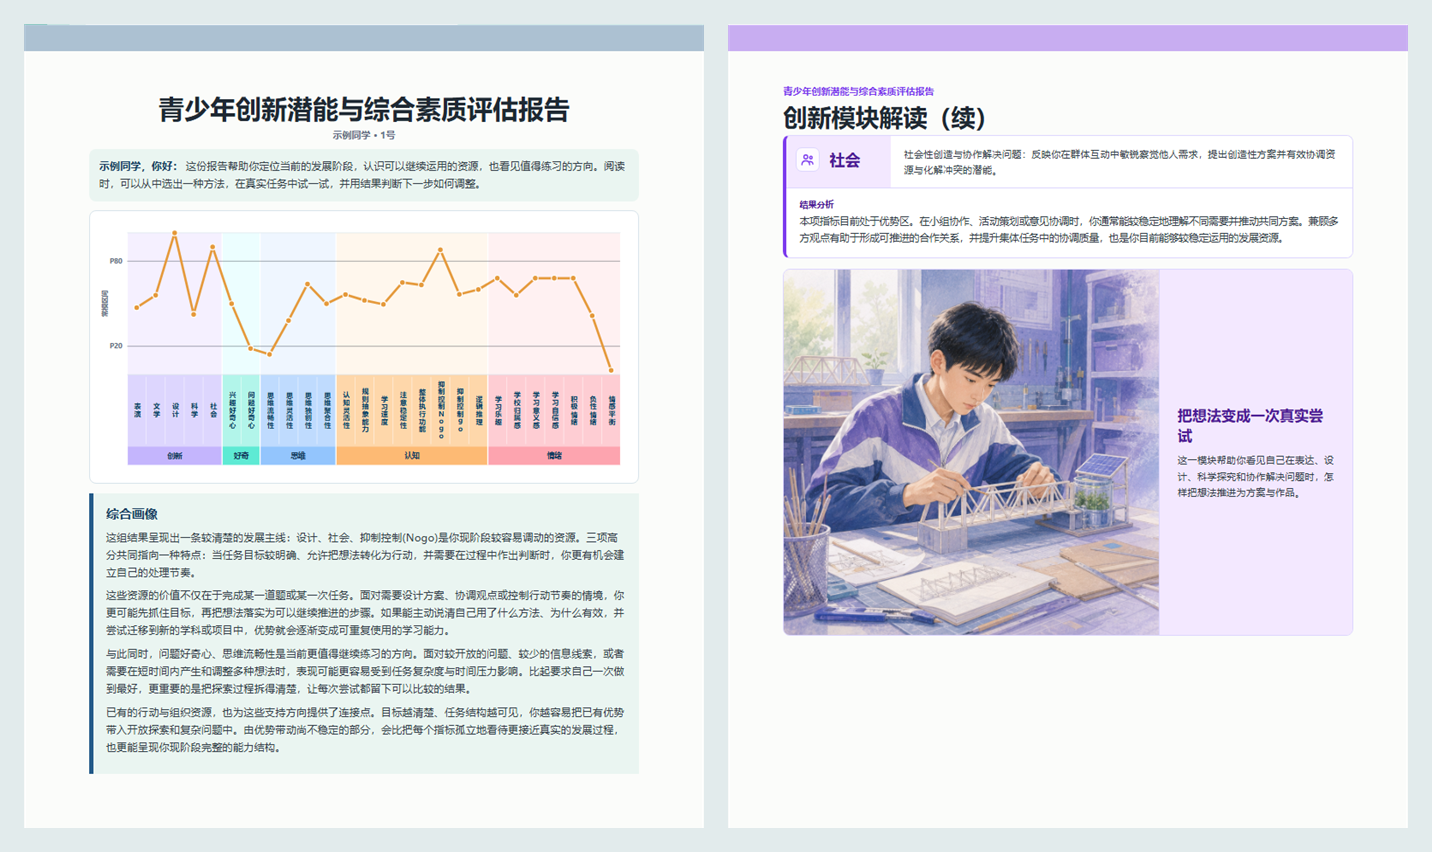 青少年创新潜能与综合素质评估报告
示例同学 • 1号
示例同学，你好： 这份报告帮助你定位当前的发展阶段，认识可以继续运用的资源，也看见值得练习的方向。阅读
时，可以从中选出一种方法，在真实任务中试一试，并用结果判断下一步如何调整。
P80
P20
表演
文学
设计
科学
社会
兴趣好奇心
问题好奇心
思维流畅性
思维灵活性
思维独创性
思维聚合性
认知灵活性
规则抽象能力
学习速度
注意稳定性
整体执行功能
抑制控制Nogo
抑制控制go
逻辑推理
学习乐趣
学校归属感
学习意义感
学习自信感
积极情绪
负性情绪
情感平衡
创新
好奇
思维
认知
情绪
综合画像
这组结果呈现出一条较清楚的发展主线：设计、社会、抑制控制(Nogo)是你现阶段较容易调动的资源。三项高
分共同指向一种特点：当任务目标较明确、允许把想法转化为行动，并需要在过程中作出判断时，你更有机会建
立自己的处理节奏。
这些资源的价值不仅在于完成某一道题或某一次任务。面对需要设计方案、协调观点或控制行动节奏的情境，你
更可能先抓住目标，再把想法落实为可以继续推进的步骤。如果能主动说清自己用了什么方法、为什么有效，并
尝试迁移到新的学科或项目中，优势就会逐渐变成可重复使用的学习能力。
与此同时，问题好奇心、思维流畅性是当前更值得继续练习的方向。面对较开放的问题、较少的信息线索，或者
需要在短时间内产生和调整多种想法时，表现可能更容易受到任务复杂度与时间压力影响。比起要求自己一次做
到最好，更重要的是把探索过程拆得清楚，让每次尝试都留下可以比较的结果。
已有的行动与组织资源，也为这些支持方向提供了连接点。目标越清楚、任务结构越可见，你越容易把已有优势
带入开放探索和复杂问题中。由优势带动尚不稳定的部分，会比把每个指标孤立地看待更接近真实的发展过程，
也更能呈现你现阶段完整的能力结构。
青少年创新潜能与综合素质评估报告
创新模块解读（续）
社会
社会性创造与协作解决问题：反映你在群体互动中敏锐察觉他人需求，提出创造性方案并有效协调资
源与化解冲突的潜能。
结果分析
本项指标目前处于优势区。在小组协作、活动策划或意见协调时，你通常能较稳定地理解不同需要并推动共同方案。兼顾多
方观点有助于形成可推进的合作关系，并提升集体任务中的协调质量，也是你目前能够较稳定运用的发展资源。
把想法变成一次真实尝
试
这一模块帮助你看见自己在表达、设
计、科学探究和协作解决问题时，怎
样把想法推进为方案与作品。